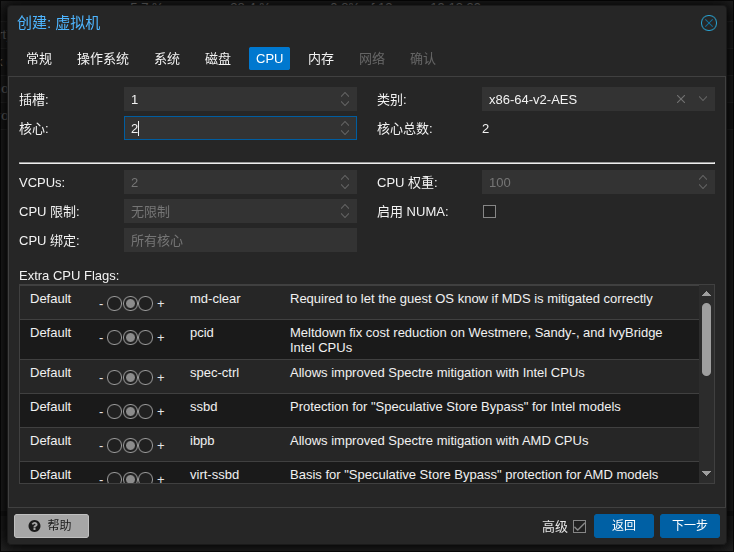 创建: 虚拟机
常规 操作系统 系统 磁盘 CPU 内存 网络 确认
插槽: 1 类别: x86-64-v2-AES
核心: 2 核心总数: 2
VCPUs: 2 CPU 权重: 100
CPU 限制: 无限制 启用 NUMA:
CPU 绑定: 所有核心
Extra CPU Flags:
Default - + md-clear Required to let the guest OS know if MDS is mitigated correctly
Default - + pcid Meltdown fix cost reduction on Westmere, Sandy-, and IvyBridge
Intel CPUs
Default - + spec-ctrl Allows improved Spectre mitigation with Intel CPUs
Default - + ssbd Protection for "Speculative Store Bypass" for Intel models
Default - + ibpb Allows improved Spectre mitigation with AMD CPUs
Default - + virt-ssbd Basis for "Speculative Store Bypass" protection for AMD models
帮助 高级 返回 下一步